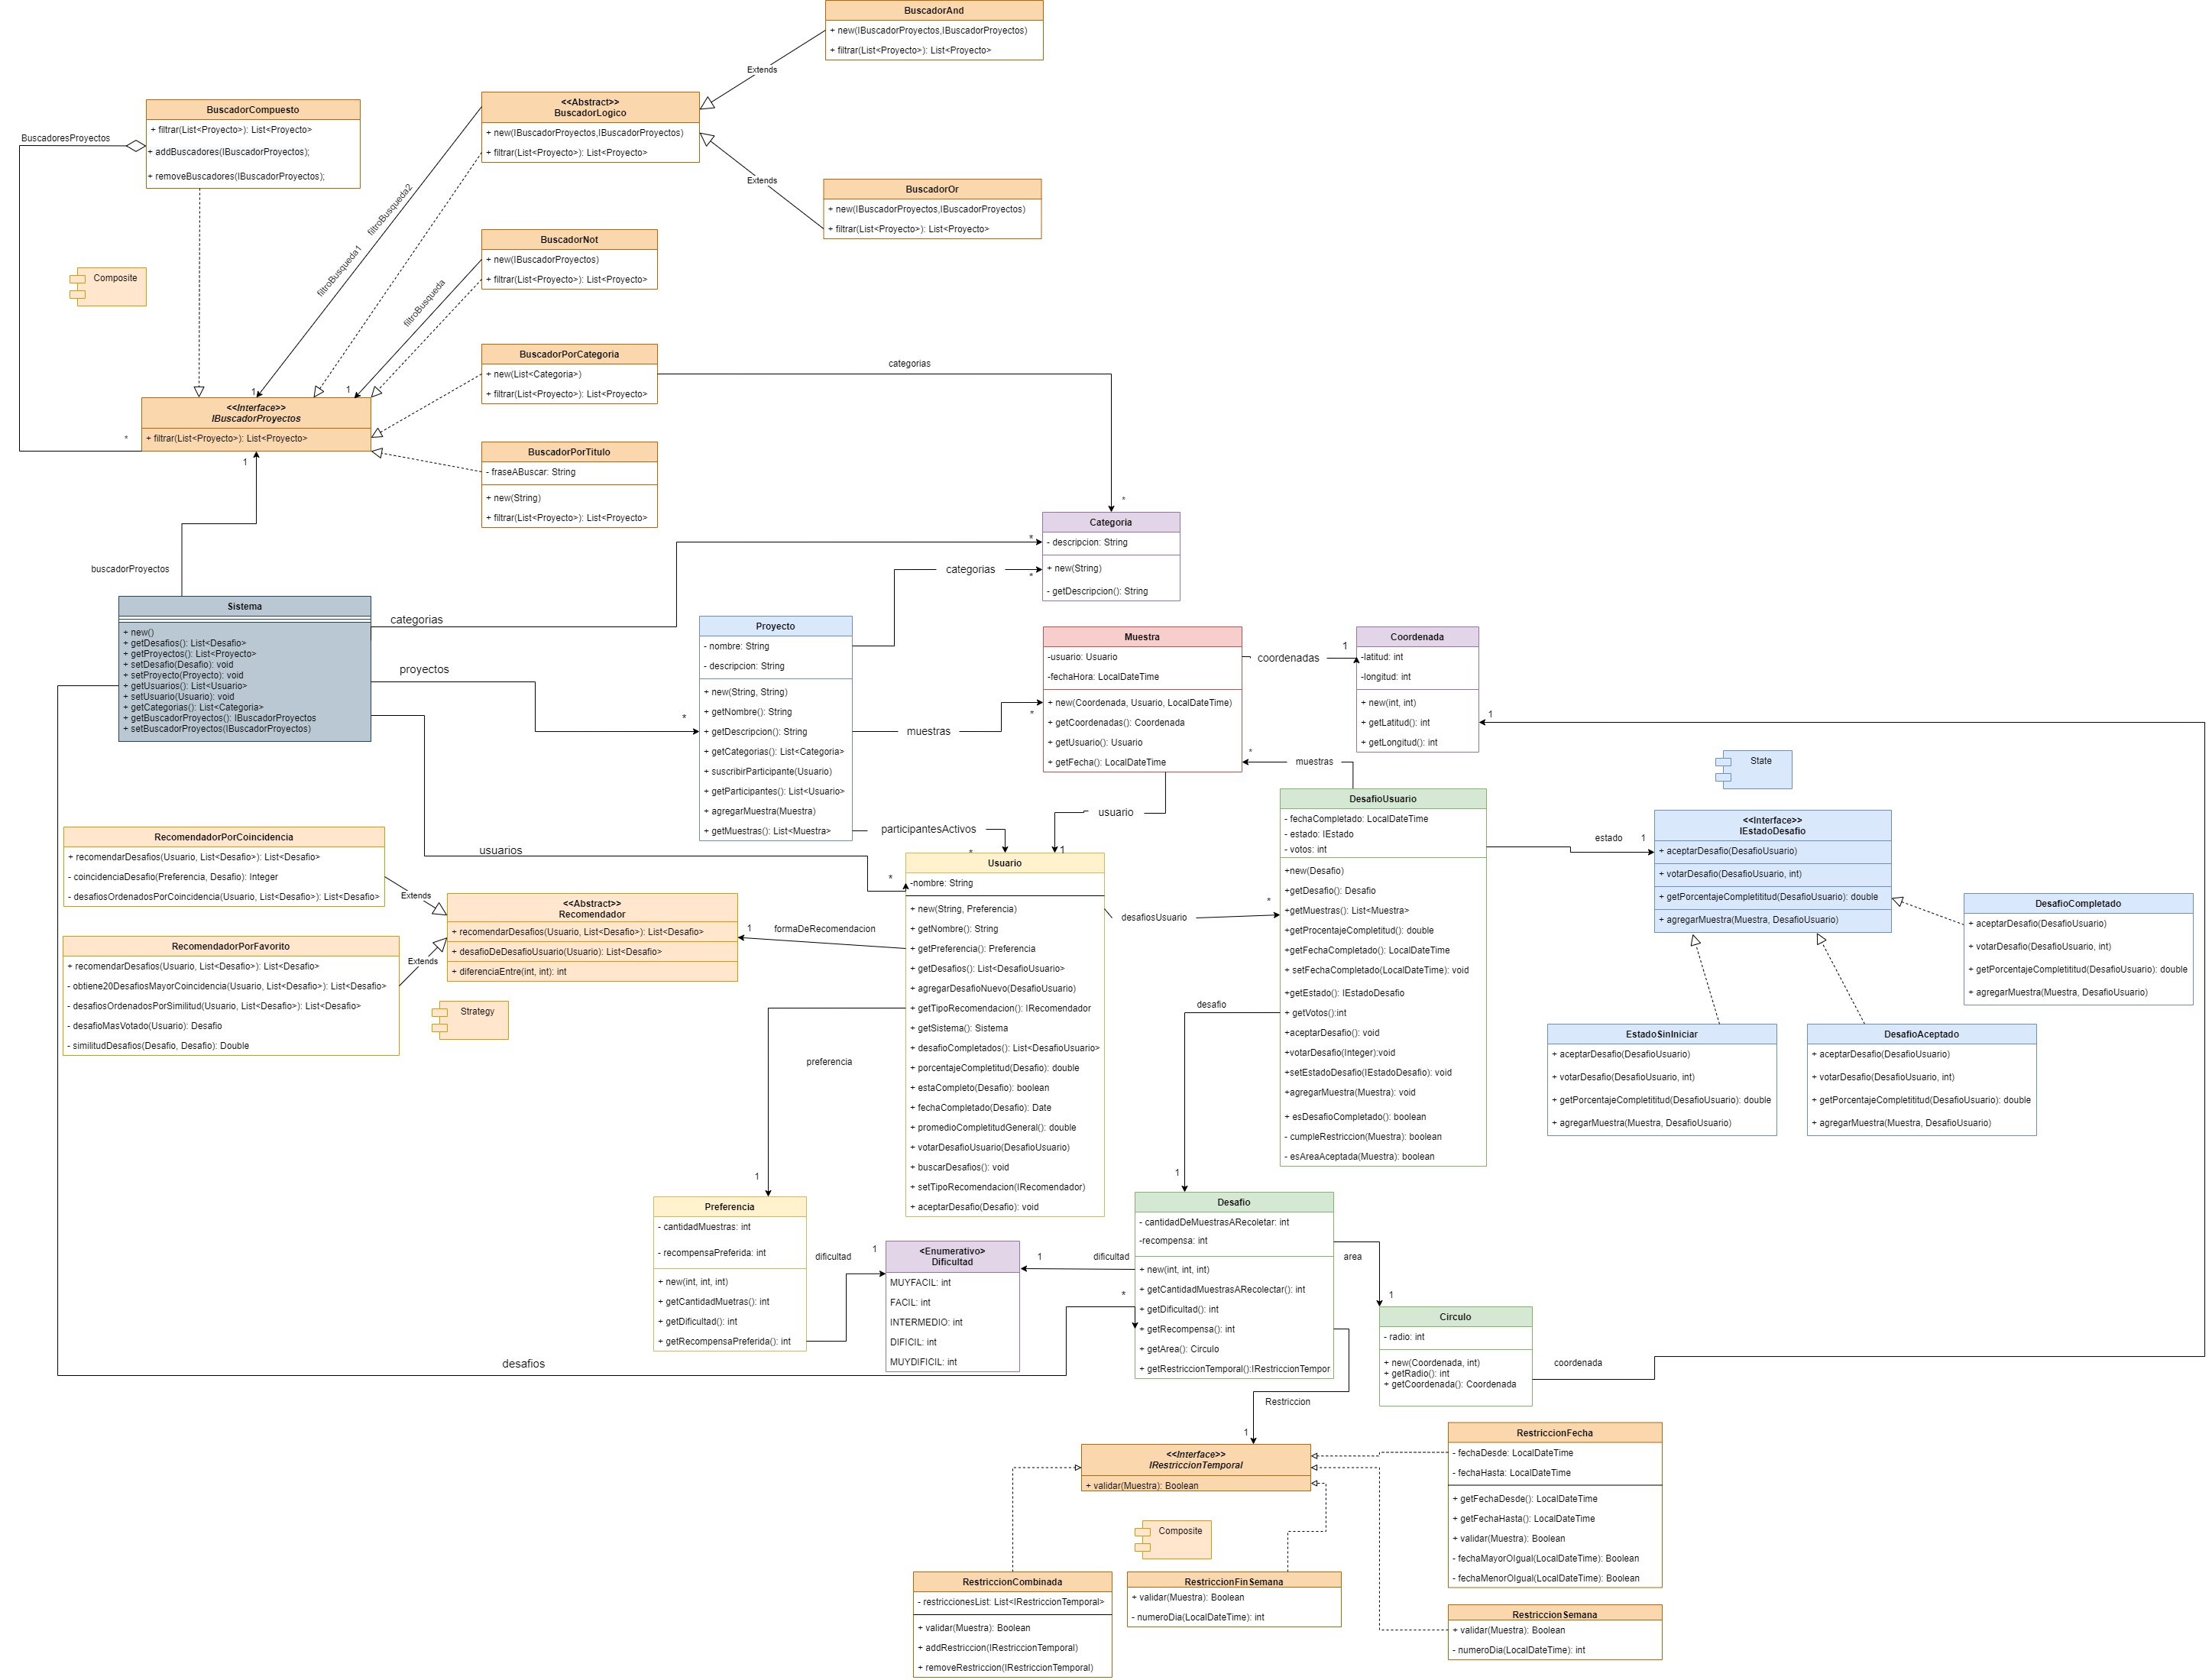 BuscadorAnd
+ new(IBuscadorProyectos,IBuscadorProyectos)
+ filtrar(List<Proyecto>): List<Proyecto>
Extends
BuscadorCompuesto
+ filtrar(List<Proyecto>): List<Proyecto>
+ addBuscadores(IBuscadorProyectos);
+ removeBuscadores(IBuscadorProyectos);
BuscadoresProyectos
<<Abstract>>
BuscadorLogico
+ new(IBuscadorProyectos,IBuscadorProyectos)
+ filtrar(List<Proyecto>): List<Proyecto>
Extends
BuscadorOr
+ new(IBuscadorProyectos,IBuscadorProyectos)
+ filtrar(List<Proyecto>): List<Proyecto>
filtroBusqueda2
filtroBusqueda1
BuscadorNot
+ new(IBuscadorProyectos)
+ filtrar(List<Proyecto>): List<Proyecto>
filtroBusqueda
Composite
BuscadorPorCategoria
+ new(List<Categoria>)
+ filtrar(List<Proyecto>): List<Proyecto>
categorias
*
1
1
<<Interface>>
IBuscadorProyectos
+ filtrar(List<Proyecto>): List<Proyecto>
*
1
BuscadorPorTitulo
- fraseABuscar: String
+ new(String)
+ filtrar(List<Proyecto>): List<Proyecto>
Categoria
- descripcion: String
+ new(String)
- getDescripcion(): String
*
categorias
*
buscadorProyectos
Sistema
+ new()
+ getDesafios(): List<Desafio>
+ getProyectos(): List<Proyecto>
+ setDesafio(Desafio): void
+ setProyecto(Proyecto): void
+ getUsuarios(): List<Usuario>
+ setUsuario(Usuario): void
+ getCategorias(): List<Categoria>
+ getBuscadorProyectos(): IBuscadorProyectos
+ setBuscadorProyectos(IBuscadorProyectos)
categorias
proyectos
*
usuarios
*
Proyecto
- nombre: String
- descripcion: String
+ new(String, String)
+ getNombre(): String
+ getDescripcion(): String
+ getCategorias(): List<Categoria>
+ suscribirParticipante(Usuario)
+ getParticipantes(): List<Usuario>
+ agregarMuestra(Muestra)
+ getMuestras(): List<Muestra>
muestras
*
participantesActivos
*
Muestra
-usuario: Usuario
-fechaHora: LocalDateTime
+ new(Coordenada, Usuario, LocalDateTime)
+ getCoordenadas(): Coordenada
+ getUsuario(): Usuario
+ getFecha(): LocalDateTime
coordenadas
1
usuario
1
Coordenada
-latitud: int
-longitud: int
+ new(int, int)
+ getLatitud(): int
+ getLongitud(): int
1
*
muestras
State
DesafioUsuario
- fechaCompletado: LocalDateTime
- estado: IEstado
- votos: int
+new(Desafio)
+getDesafio(): Desafio
+getMuestras(): List<Muestra>
+getProcentajeCompletitud(): double
+getFechaCompletado(): LocalDateTime
+ setFechaCompletado(LocalDateTime): void
+getEstado(): IEstadoDesafio
+ getVotos():int
+aceptarDesafio(): void
+votarDesafio(Integer):void
+setEstadoDesafio(IEstadoDesafio): void
+agregarMuestra(Muestra): void
+ esDesafioCompletado(): boolean
- cumpleRestriccion(Muestra): boolean
- esAreaAceptada(Muestra): boolean
estado
1
<<Interface>>
IEstadoDesafio
+ aceptarDesafio(DesafioUsuario)
+ votarDesafio(DesafioUsuario, int)
+ getPorcentajeCompletititud(DesafioUsuario): double
+ agregarMuestra(Muestra, DesafioUsuario)
DesafioCompletado
+ aceptarDesafio(DesafioUsuario)
+ votarDesafio(DesafioUsuario, int)
+ getPorcentajeCompletititud(DesafioUsuario): double
+ agregarMuestra(Muestra, DesafioUsuario)
EstadoSinIniciar
+ aceptarDesafio(DesafioUsuario)
+ votarDesafio(DesafioUsuario, int)
+ getPorcentajeCompletititud(DesafioUsuario): double
+ agregarMuestra(Muestra, DesafioUsuario)
DesafioAceptado
+ aceptarDesafio(DesafioUsuario)
+ votarDesafio(DesafioUsuario, int)
+ getPorcentajeCompletititud(DesafioUsuario): double
+ agregarMuestra(Muestra, DesafioUsuario)
RecomendadorPorCoincidencia
+ recomendarDesafios(Usuario, List<Desafio>): List<Desafio>
- coincidenciaDesafio(Preferencia, Desafio): Integer
- desafiosOrdenadosPorCoincidencia(Usuario, List<Desafio>): List<Desafio>
Extends
RecomendadorPorFavorito
+ recomendarDesafios(Usuario, List<Desafio>): List<Desafio>
- obtiene20DesafiosMayorCoincidencia(Usuario, List<Desafio>): List<Desafio>
- desafiosOrdenadosPorSimilitud(Usuario, List<Desafio>): List<Desafio>
- desafioMasVotado(Usuario): Desafio
- similitudDesafios(Desafio, Desafio): Double
Extends
<<Abstract>>
Recomendador
+ recomendarDesafios(Usuario, List<Desafio>): List<Desafio>
+ desafioDeDesafioUsuario(Usuario): List<Desafio>
+ diferenciaEntre(int, int): int
Strategy
1
formaDeRecomendacion
Usuario
-nombre: String
+ new(String, Preferencia)
+ getNombre(): String
+ getPreferencia(): Preferencia
+ getDesafios(): List<DesafioUsuario>
+ agregarDesafioNuevo(DesafioUsuario)
+ getTipoRecomendacion(): IRecomendador
+ getSistema(): Sistema
+ desafioCompletados(): List<DesafioUsuario>
+ porcentajeCompletitud(Desafio): double
+ estaCompleto(Desafio): boolean
+ fechaCompletado(Desafio): Date
+ promedioCompletitudGeneral(): double
+ votarDesafioUsuario(DesafioUsuario)
+ buscarDesafios(): void
+ setTipoRecomendacion(IRecomendador)
+ aceptarDesafio(Desafio): void
desafiosUsuario
*
desafio
1
preferencia
1
Preferencia
- cantidadMuestras: int
- recompensaPreferida: int
+ new(int, int, int)
+ getCantidadMuetras(): int
+ getDificultad(): int
+ getRecompensaPreferida(): int
dificultad
1
<Enumerativo>
Dificultad
MUYFACIL: int
FACIL: int
INTERMEDIO: int
DIFICIL: int
MUYDIFICIL: int
1
dificultad
*
desafios
Desafio
- cantidadDeMuestrasARecoletar: int
-recompensa: int
+ new(int, int, int)
+ getCantidadMuestrasARecolectar(): int
+ getDificultad(): int
+ getRecompensa(): int
+ getArea(): Circulo
+ getRestriccionTemporal():IRestriccionTempor
area
1
Circulo
- radio: int
+ new(Coordenada, int)
+ getRadio(): int
+ getCoordenada(): Coordenada
coordenada
Restriccion
1
<<Interface>>
IRestriccionTemporal
+ validar(Muestra): Boolean
Composite
RestriccionFecha
- fechaDesde: LocalDateTime
- fechaHasta: LocalDateTime
+ getFechaDesde(): LocalDateTime
+ getFechaHasta(): LocalDateTime
+ validar(Muestra): Boolean
- fechaMayorOIgual(LocalDateTime): Boolean
- fechaMenorOIgual(LocalDateTime): Boolean
RestriccionCombinada
- restriccionesList: List<IRestriccionTemporal>
+ validar(Muestra): Boolean
+ addRestriccion(IRestriccionTemporal)
+ removeRestriccion(IRestriccionTemporal)
RestriccionFinSemana
+ validar(Muestra): Boolean
- numeroDia(LocalDateTime): int
RestriccionSemana
+ validar(Muestra): Boolean
- numeroDia(LocalDateTime): int